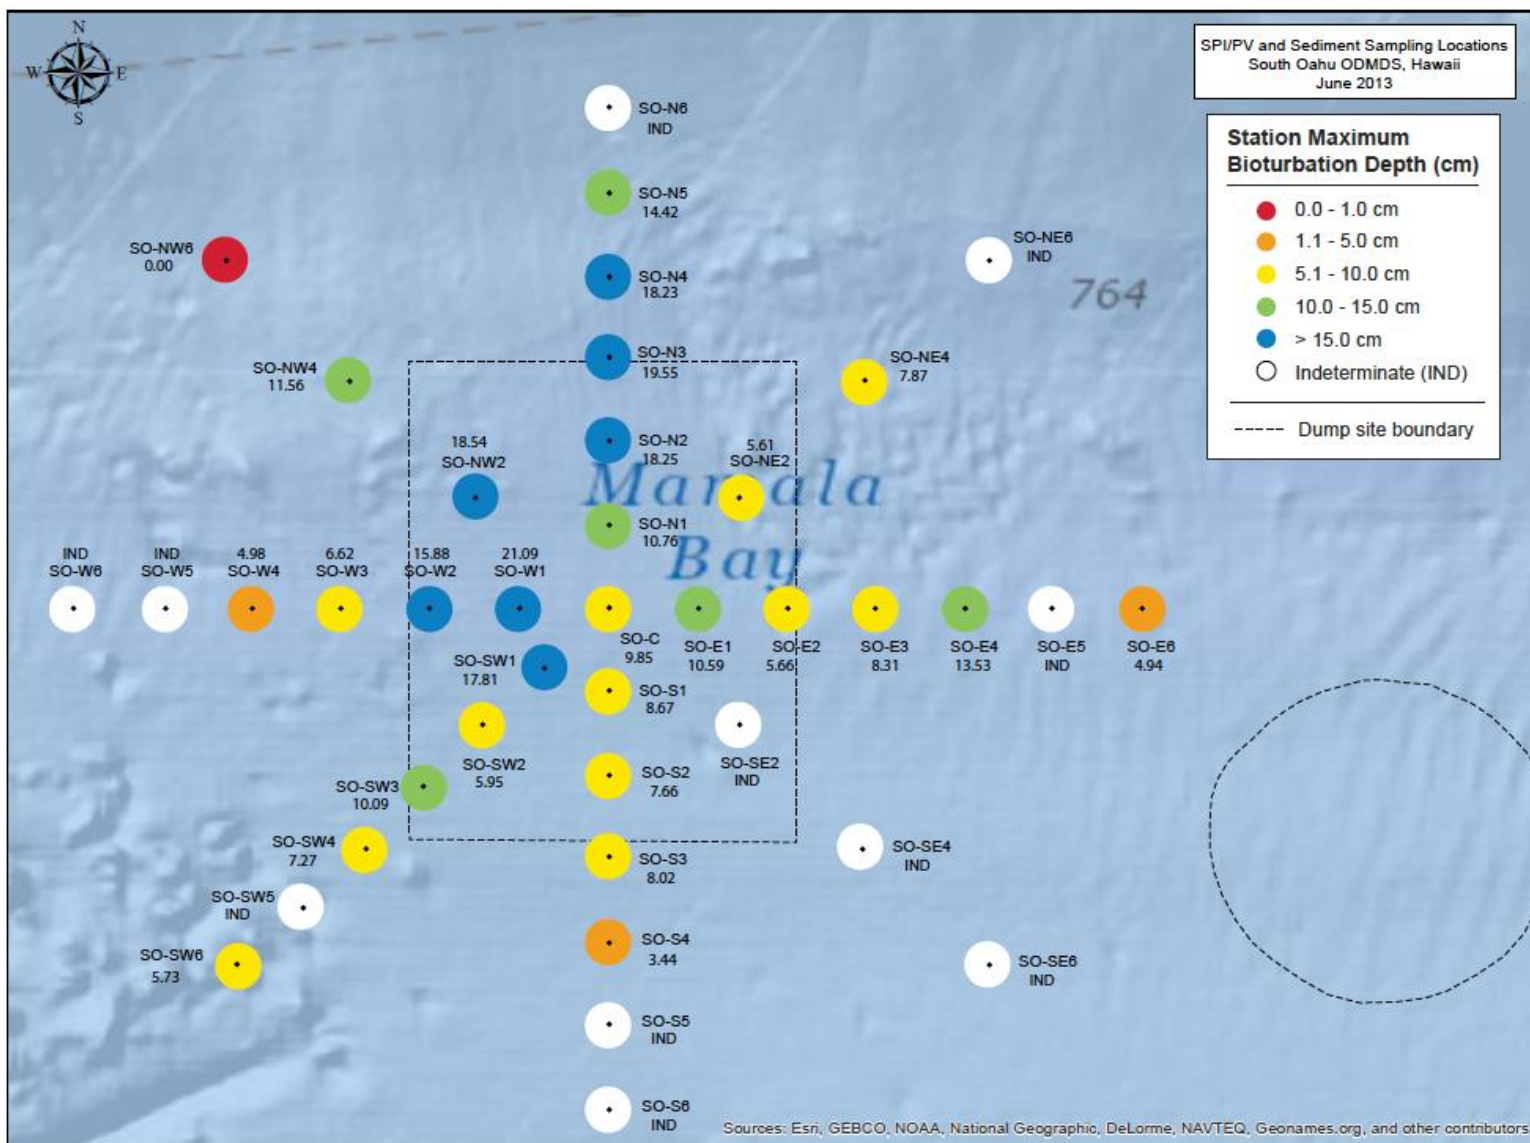 N
W
E
S
SPI/PV and Sediment Sampling Locations
South Oahu ODMDS, Hawaii
June 2013
Station Maximum
Bioturbation Depth (cm)
0.0 - 1.0 cm
1.1 - 5.0 cm
5.1 - 10.0 cm
10.0 - 15.0 cm
> 15.0 cm
Indeterminate (IND)
Dump site boundary
SO-N6
IND
SO-N5
14.42
SO-NW6
0.00
SO-NE6
IND
SO-N4
18.23
764
SO-N3
19.55
SO-NW4
11.56
SO-NE4
7.87
18.54
SO-NW2
SO-N2
18.25
5.61
SO-NE2
Mamala
Bay
SO-N1
10.76
IND
SO-W6
IND
SO-W5
4.98
SO-W4
6.62
SO-W3
15.88
SO-W2
21.09
SO-W1
SO-C
9.85
SO-E1
10.59
SO-E2
5.66
SO-E3
8.31
SO-E4
13.53
SO-E5
IND
SO-E6
4.94
SO-SW1
17.81
SO-S1
8.67
SO-SW2
5.95
SO-SE2
IND
SO-S2
7.66
SO-SW3
10.09
SO-SW4
7.27
SO-S3
8.02
SO-SE4
IND
SO-SW5
IND
SO-S4
3.44
SO-SW6
5.73
SO-SE6
IND
SO-S5
IND
SO-S6
IND
Sources: Esri, GEBCO, NOAA, National Geographic, DeLorme, NAVTEQ, Geonames.org, and other contributors